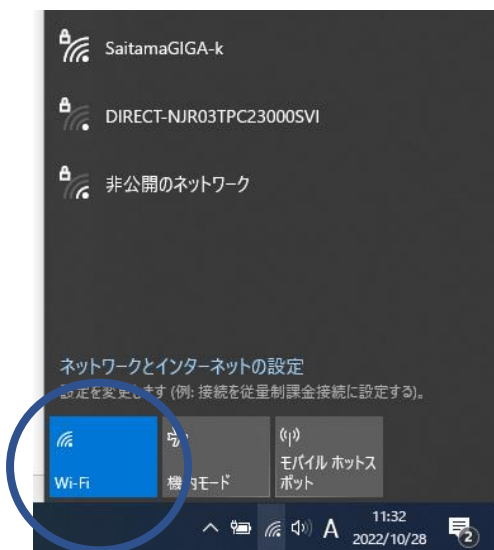 SaitamaGIGA-k
DIRECT-NJR03TPC23000SVI
非公開のネットワーク
ネットワークとインターネットの設定
設定を変更します (例: 接続を従量制課金接続に設定する)。
Wi-Fi
機内モード
モバイル ホットス
ポット
A
11:32
2022/10/28
2